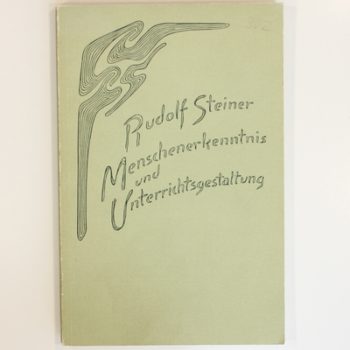 Rudolf Steiner
Menschenerkenntnis
und
Unterrichtsgestaltung